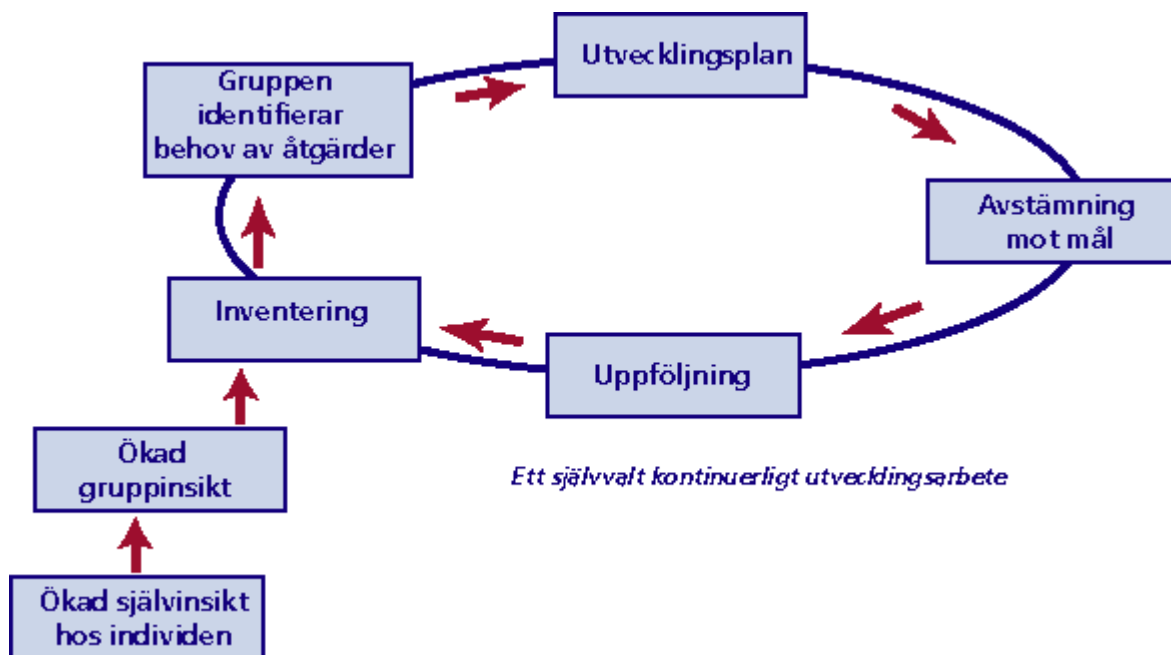 Utvecklingsplan
Gruppen
identifierar
behov av åtgärder
Avstämning
mot mål
Inventering
Uppföljning
Ökad
gruppinsikt
Ett självvalt kontinuerligt utvecklingsarbete
Ökad självinsikt
hos individen